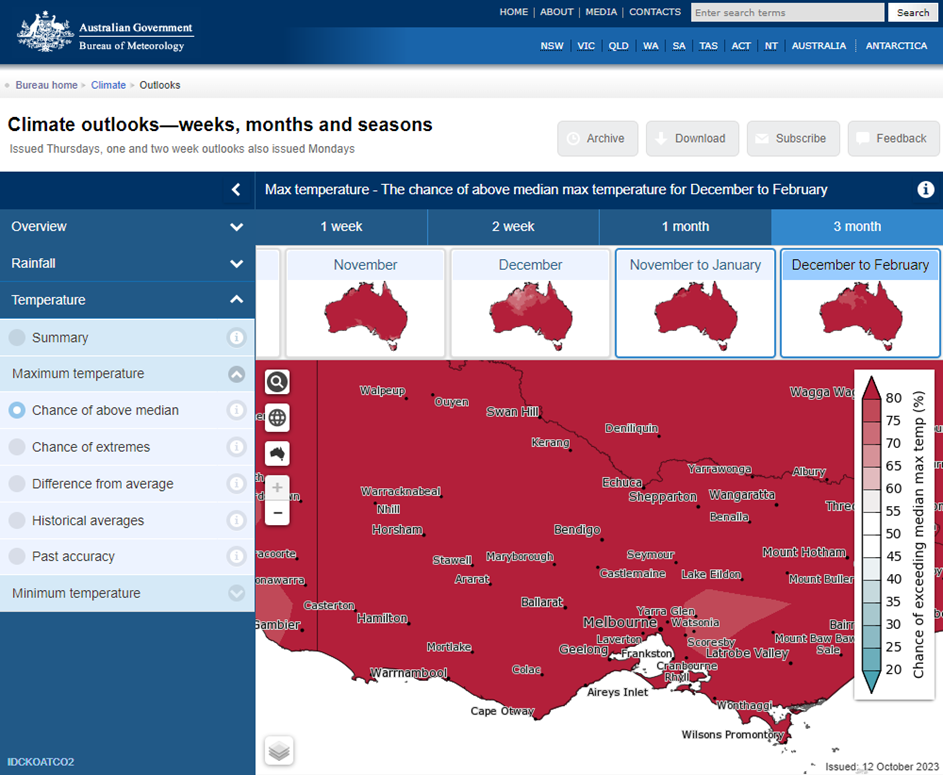 HOME | ABOUT | MEDIA | CONTACTS
Enter search terms
Search
Australian Government
Bureau of Meteorology
NSW | VIC | QLD | WA | SA | TAS | ACT | NT | AUSTRALIA | ANTARCTICA
Bureau home
Climate
Outlooks
Climate outlooks—weeks, months and seasons
Issued Thursdays, one and two week outlooks also issued Mondays
Archive
Download
Subscribe
Feedback
Max temperature - The chance of above median max temperature for December to February
Overview
Rainfall
Temperature
Summary
Maximum temperature
Chance of above median
Chance of extremes
Difference from average
Historical averages
Past accuracy
Minimum temperature
IDCKOATCO2
1 week
2 week
1 month
3 month
November
December
November to January
December to February
Walpeup
Ouyen
Wagga Wag
Swan Hill
Deniliquin
Kerang
Yarrawonga
Albury
Echuca
Warracknabeal
Shepparton
Wangaratta
Nhill
Three
Benalla
Horsham
Bendigo
acoorte
Stawell
Maryborough
Seymour
Mount Hotham
onawarra
Ararat
Castlemaine
Lake Eildon
Mount Buller
Casterton
Ballarat
Yarra Glen
Gambier
Hamilton
Melbourne
Watsonia
Bairn
Laverton
Scoresby
Mount Baw Baw
Mortlake
Geelong
Frankston
Latrobe Valley
Sale
Warrnambool
Colac
Cranbourne
Rhyll
Aireys Inlet
Cape Otway
Wonthaggi
Wilsons Promontory
80
75
70
65
60
55
50
45
40
35
30
25
20
Chance of exceeding median max temp (%)
Issued: 12 October 2023